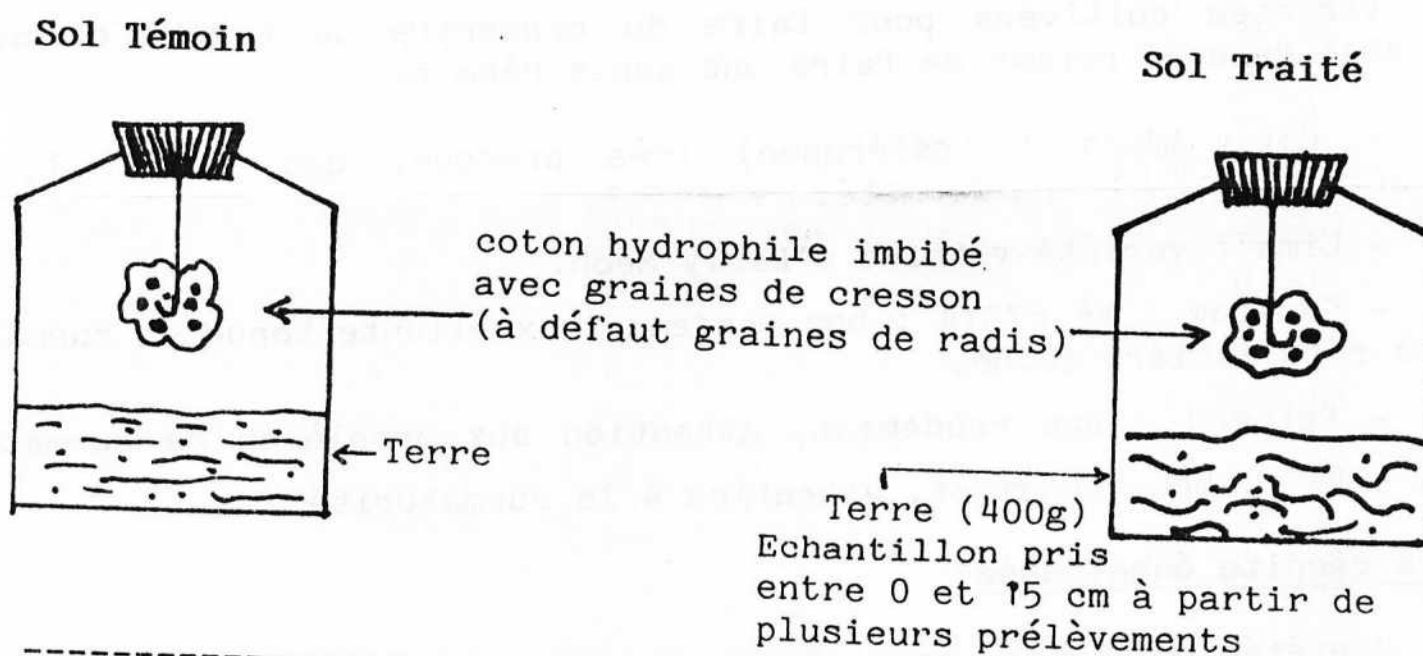 Sol Témoin
Sol Traité
coton hydrophile imbibé
avec graines de cresson
(à défaut graines de radis)
Terre
Terre (400g)
Echantillon pris
entre 0 et 15 cm à partir de
plusieurs prélèvements